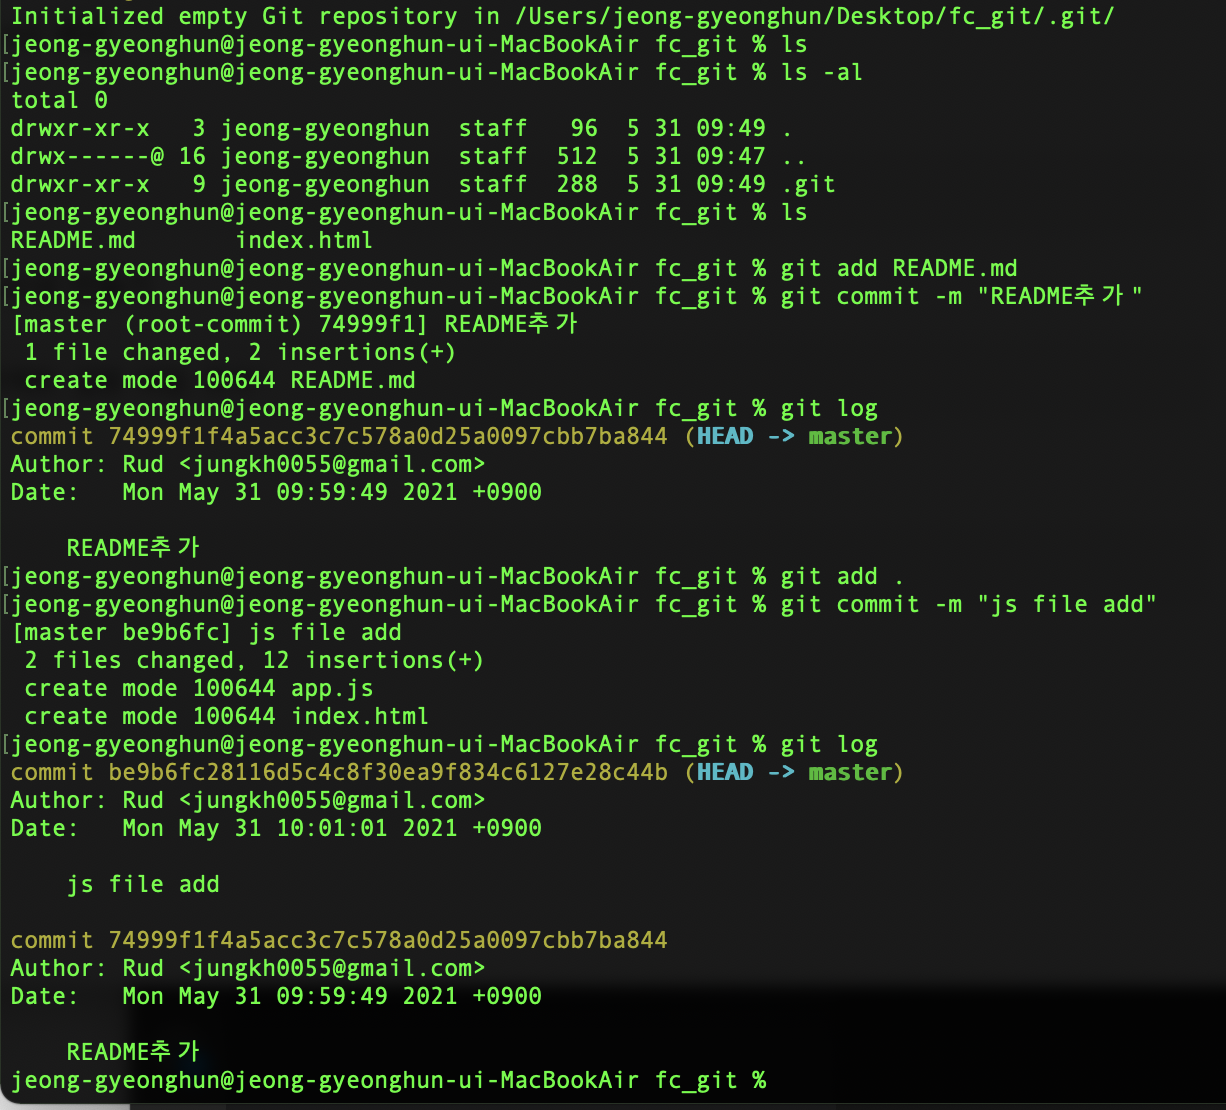 Initialized empty Git repository in /Users/jeong-gyeonghun/Desktop/fc_git/.git/
[jeong-gyeonghun@jeong-gyeonghun-ui-MacBookAir fc_git % ls
[jeong-gyeonghun@jeong-gyeonghun-ui-MacBookAir fc_git % ls -al
total 0
drwxr-xr-x   3 jeong-gyeonghun  staff   96  5 31 09:49 .
drwx------@ 16 jeong-gyeonghun  staff  512  5 31 09:47 ..
drwxr-xr-x   9 jeong-gyeonghun  staff  288  5 31 09:49 .git
[jeong-gyeonghun@jeong-gyeonghun-ui-MacBookAir fc_git % ls
README.md       index.html
[jeong-gyeonghun@jeong-gyeonghun-ui-MacBookAir fc_git % git add README.md
[jeong-gyeonghun@jeong-gyeonghun-ui-MacBookAir fc_git % git commit -m "README추가"
[master (root-commit) 74999f1] README추가
 1 file changed, 2 insertions(+)
 create mode 100644 README.md
[jeong-gyeonghun@jeong-gyeonghun-ui-MacBookAir fc_git % git log
commit 74999f1f4a5acc3c7c578a0d25a0097cbb7ba844 (HEAD -> master)
Author: Rud <jungkh0055@gmail.com>
Date:   Mon May 31 09:59:49 2021 +0900
    README추가
[jeong-gyeonghun@jeong-gyeonghun-ui-MacBookAir fc_git % git add .
[jeong-gyeonghun@jeong-gyeonghun-ui-MacBookAir fc_git % git commit -m "js file add"
[master be9b6fc] js file add
 2 files changed, 12 insertions(+)
 create mode 100644 app.js
 create mode 100644 index.html
[jeong-gyeonghun@jeong-gyeonghun-ui-MacBookAir fc_git % git log
commit be9b6fc28116d5c4c8f30ea9f834c6127e28c44b (HEAD -> master)
Author: Rud <jungkh0055@gmail.com>
Date:   Mon May 31 10:01:01 2021 +0900
    js file add
commit 74999f1f4a5acc3c7c578a0d25a0097cbb7ba844
Author: Rud <jungkh0055@gmail.com>
Date:   Mon May 31 09:59:49 2021 +0900
    README추가
jeong-gyeonghun@jeong-gyeonghun-ui-MacBookAir fc_git %